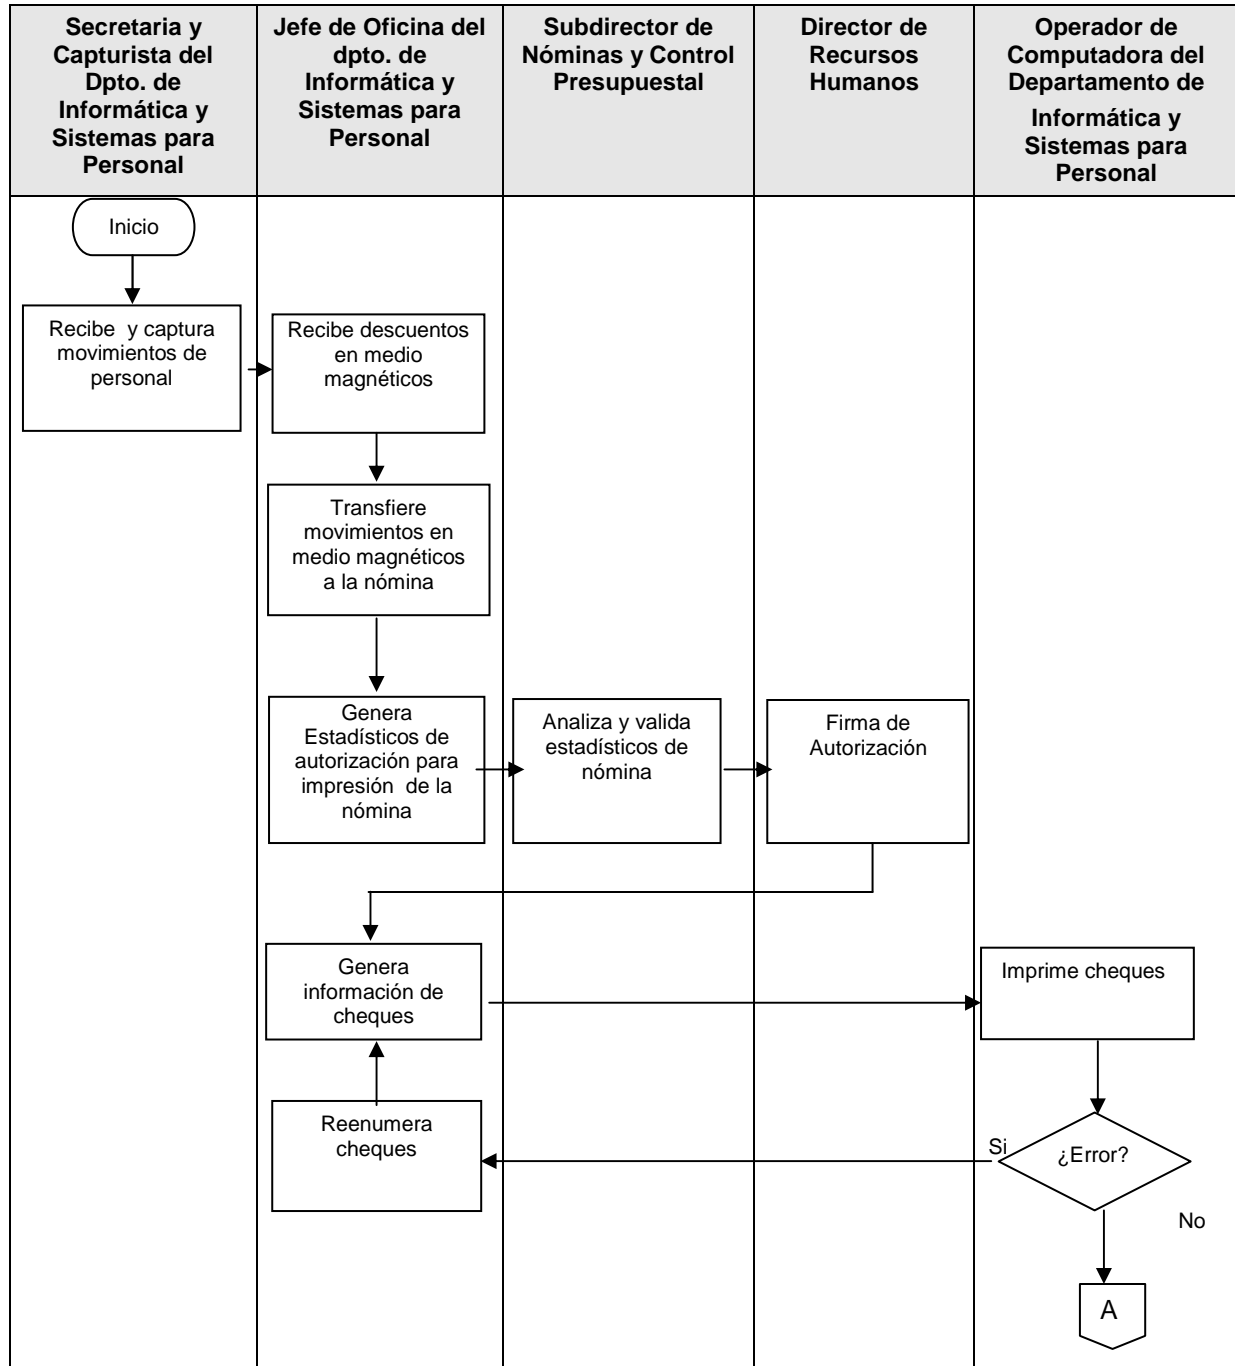 Secretaria y
Capturista del
Dpto. de
Informática y
Sistemas para
Personal
Jefe de Oficina del
dpto. de
Informática y
Sistemas para
Personal
Subdirector de
Nóminas y Control
Presupuestal
Director de
Recursos
Humanos
Operador de
Computadora del
Departamento de
Informática y
Sistemas para
Personal
Inicio
Recibe y captura
movimientos de
personal
Recibe descuentos
en medio
magnéticos
Transfiere
movimientos en
medio magnéticos
a la nómina
Genera
Estadísticos de
autorización para
impresión de la
nómina
Analiza y valida
estadísticos de
nómina
Firma de
Autorización
Genera
información de
cheques
Imprime cheques
Reenumera
cheques
Si
¿Error?
No
A